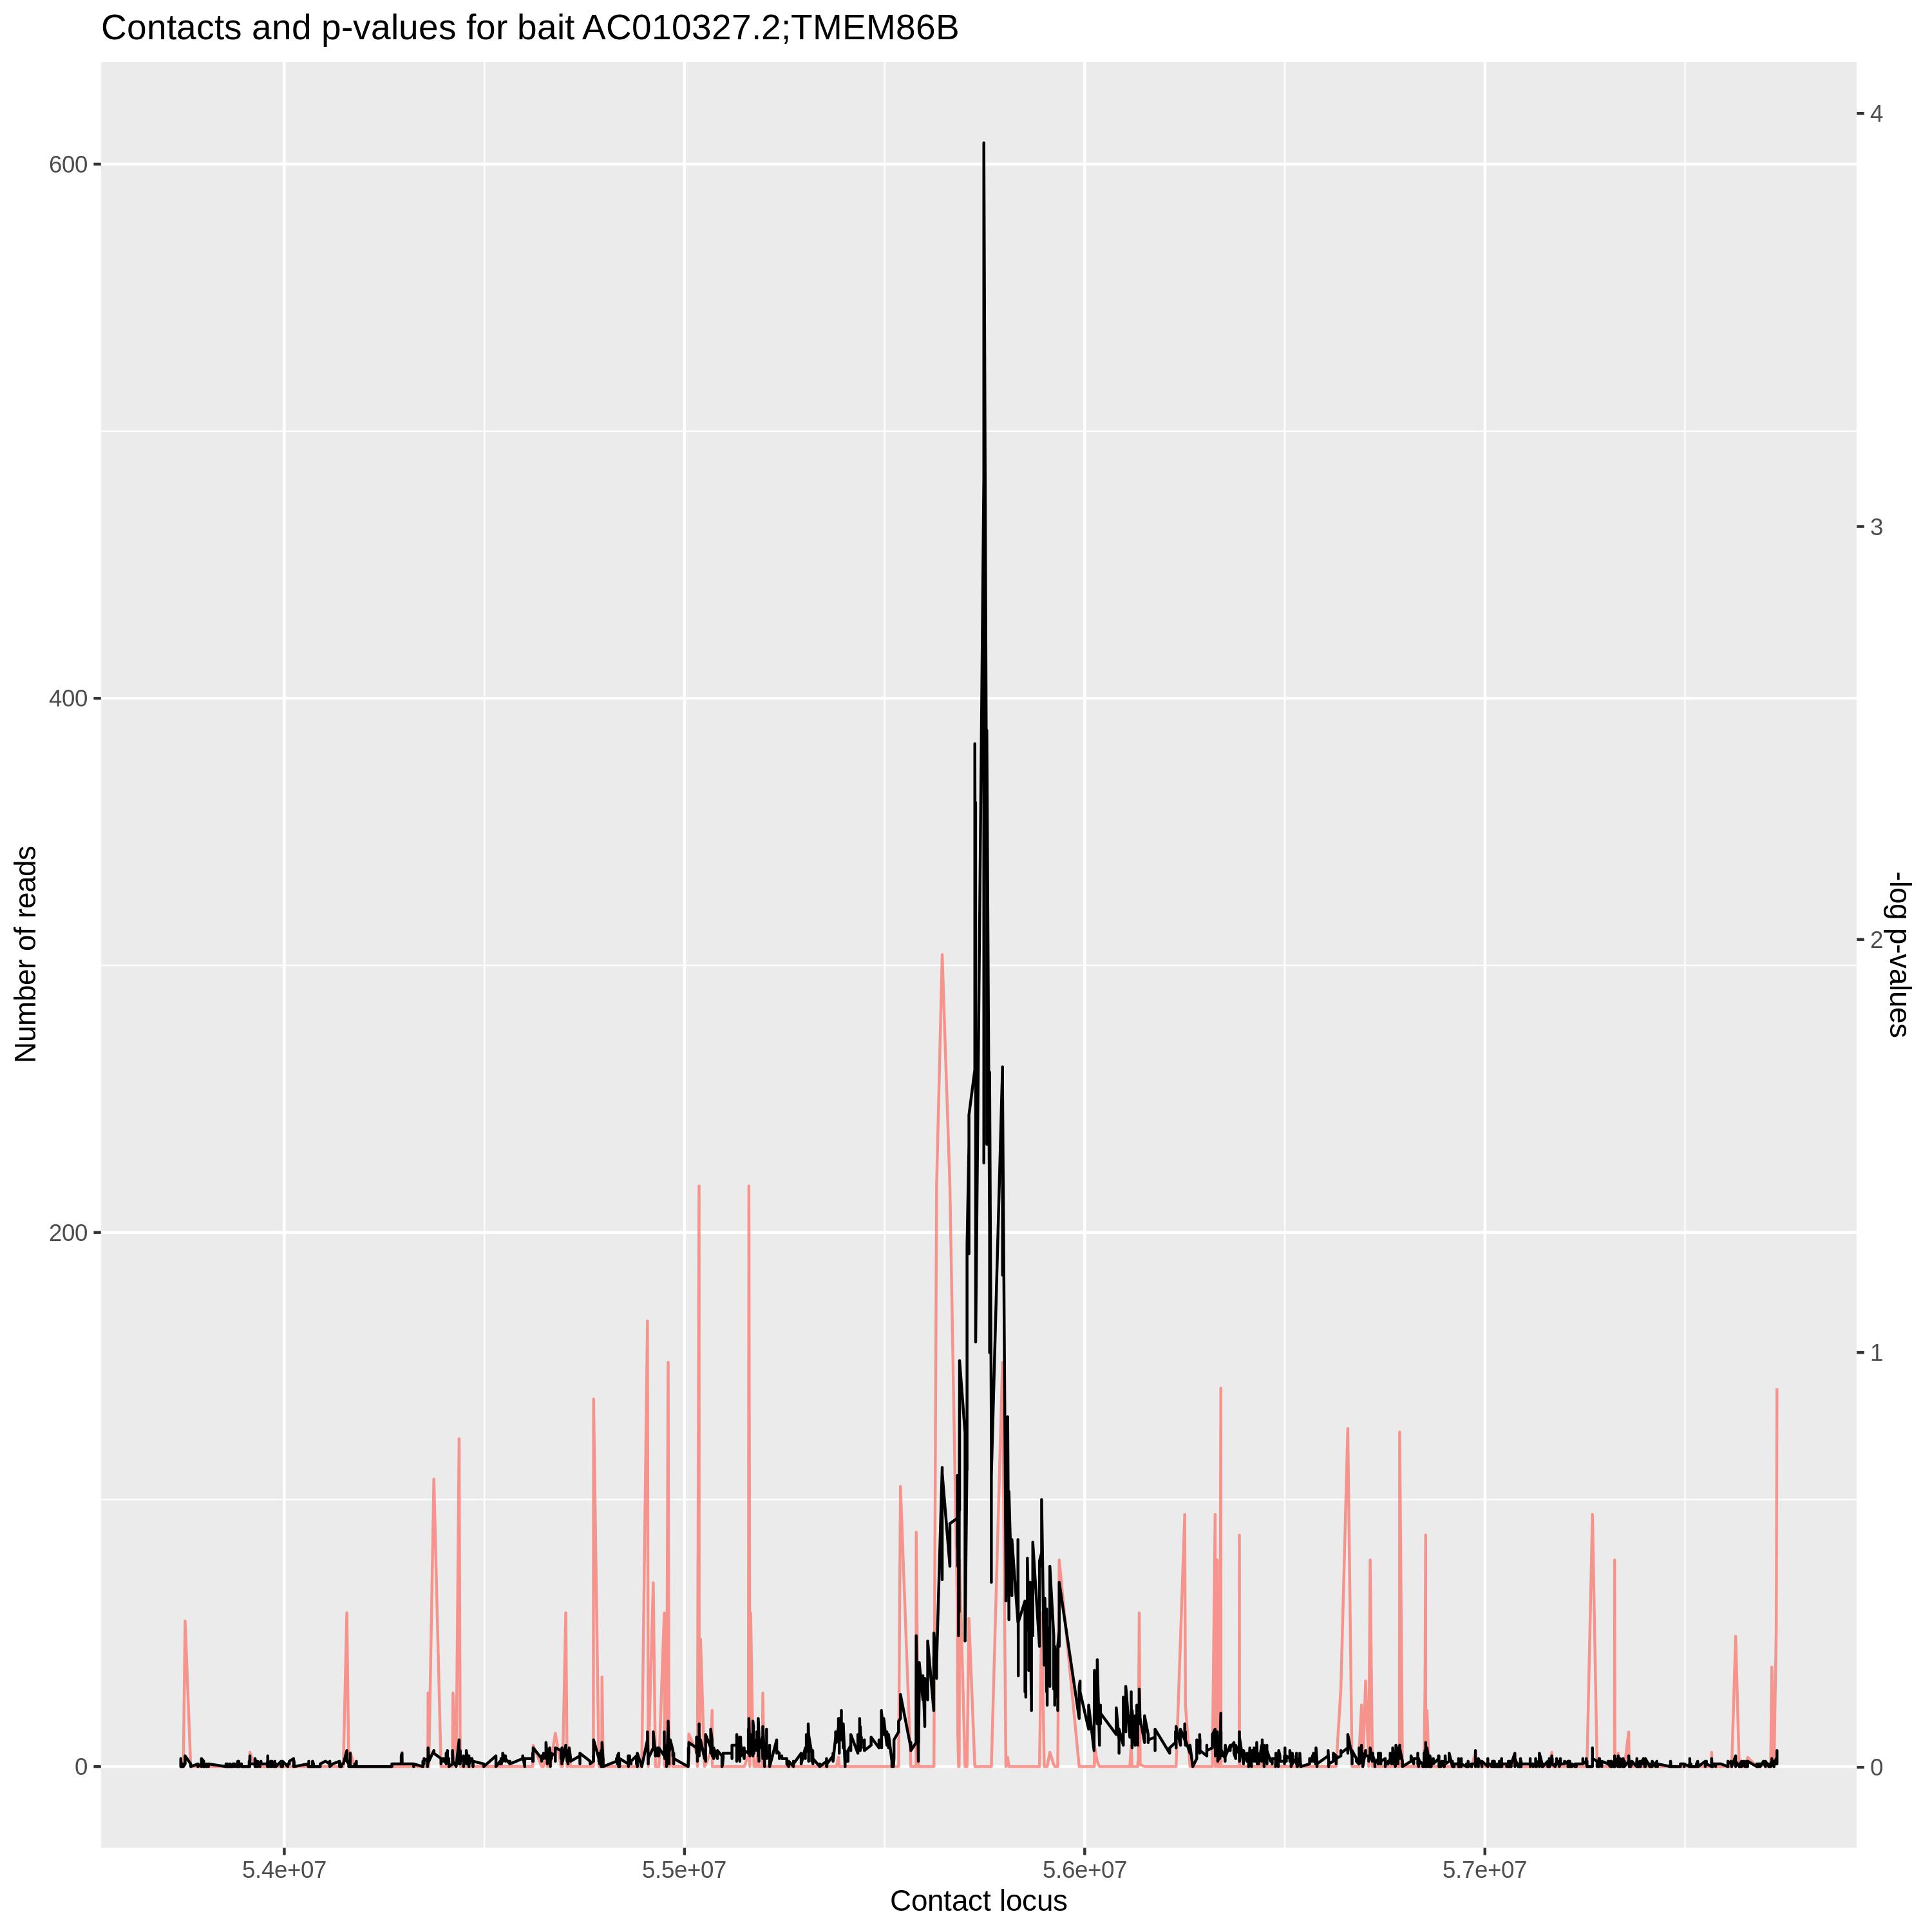 Contacts and p-values for bait AC010327.2;TMEM86B
Number of reads
600
400
200
0
4
3
2
1
0
-log p-values
5.4e+07
5.5e+07
5.6e+07
5.7e+07
Contact locus